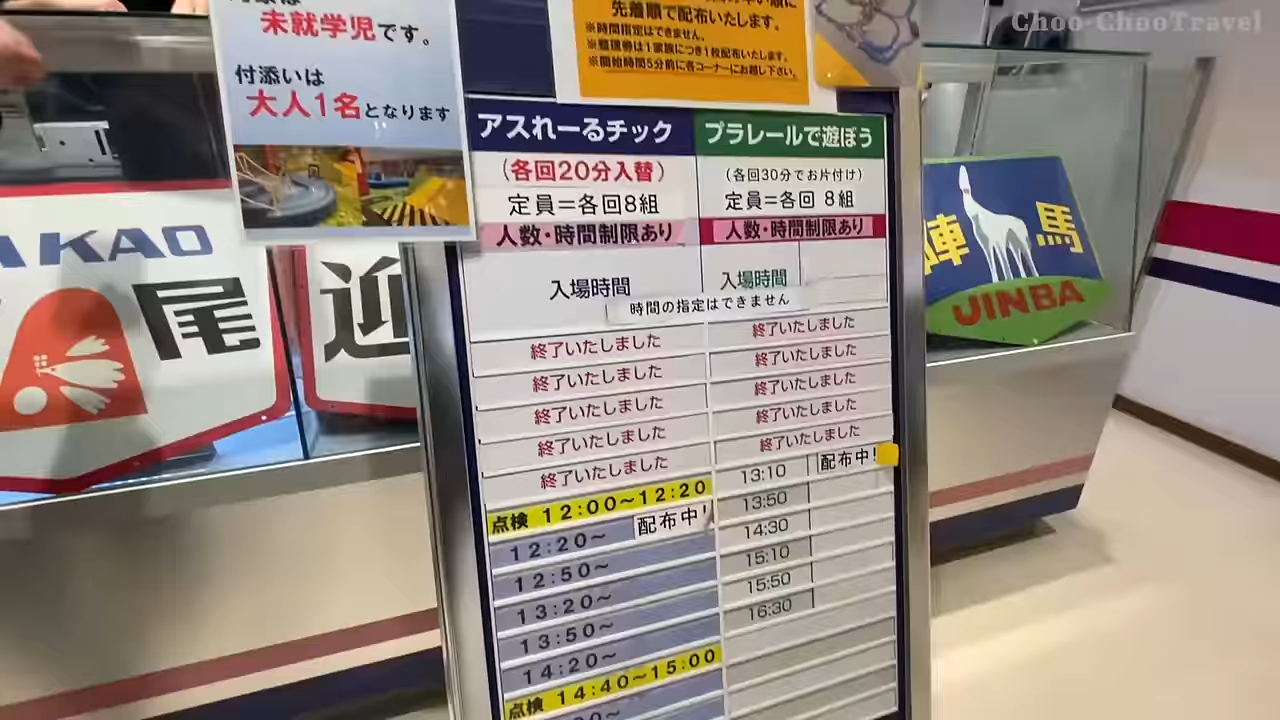 Choo-ChooTravel
未就学児です。
付添いは
大人1名となります
先着順で配布いたします。
※時間指定はできません。
※整理券は1家族につき1枚配布いたします。
※開始時間5分前に各コーナーにお越し下さい。
アスれーるチック
(各回20分入替)
定員=各回8組
人数・時間制限あり
入場時間
プラレールで遊ぼう
(各回30分でお片付け)
定員=各回 8組
人数・時間制限あり
入場時間
時間の指定はできません
終了いたしました
終了いたしました
終了いたしました
終了いたしました
終了いたしました
点検 12:00~12:20
12:20~ 配布中!
12:50~
13:20~
13:50~
14:20~
点検 14:40~15:00
終了いたしました
終了いたしました
終了いたしました
終了いたしました
終了いたしました
13:10 配布中!
13:50
14:30
15:10
15:50
16:30
KAO
尾
迎
陣馬
JINBA